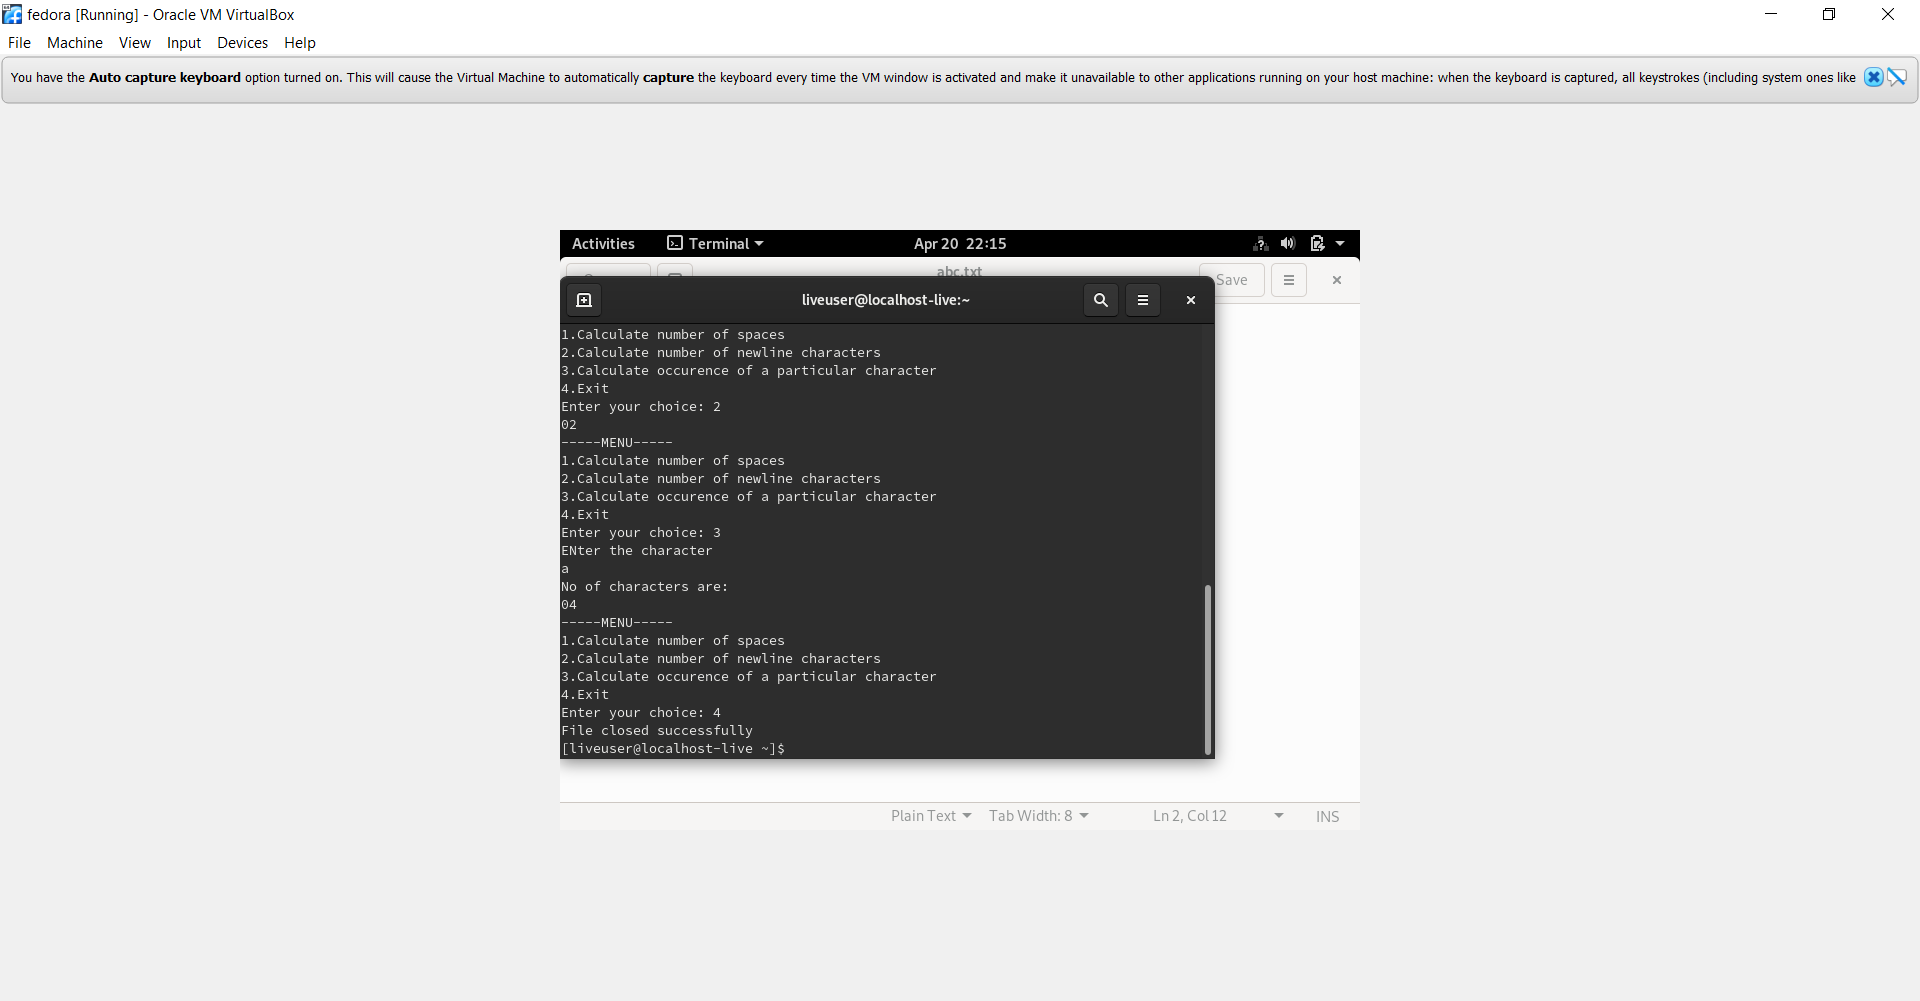 fedora [Running] - Oracle VM VirtualBox
File Machine View Input Devices Help
You have the Auto capture keyboard option turned on. This will cause the Virtual Machine to automatically capture the keyboard every time the VM window is activated and make it unavailable to other applications running on your host machine: when the keyboard is captured, all keystrokes (including system ones like
Activities Terminal Apr 20 22:15
abc.txt
Save
liveuser@localhost-live:~
1.Calculate number of spaces
2.Calculate number of newline characters
3.Calculate occurence of a particular character
4.Exit
Enter your choice: 2
02
-----MENU-----
1.Calculate number of spaces
2.Calculate number of newline characters
3.Calculate occurence of a particular character
4.Exit
Enter your choice: 3
ENter the character
a
No of characters are:
04
-----MENU-----
1.Calculate number of spaces
2.Calculate number of newline characters
3.Calculate occurence of a particular character
4.Exit
Enter your choice: 4
File closed successfully
[liveuser@localhost-live ~]$
Plain Text Tab Width: 8 Ln 2, Col 12 INS